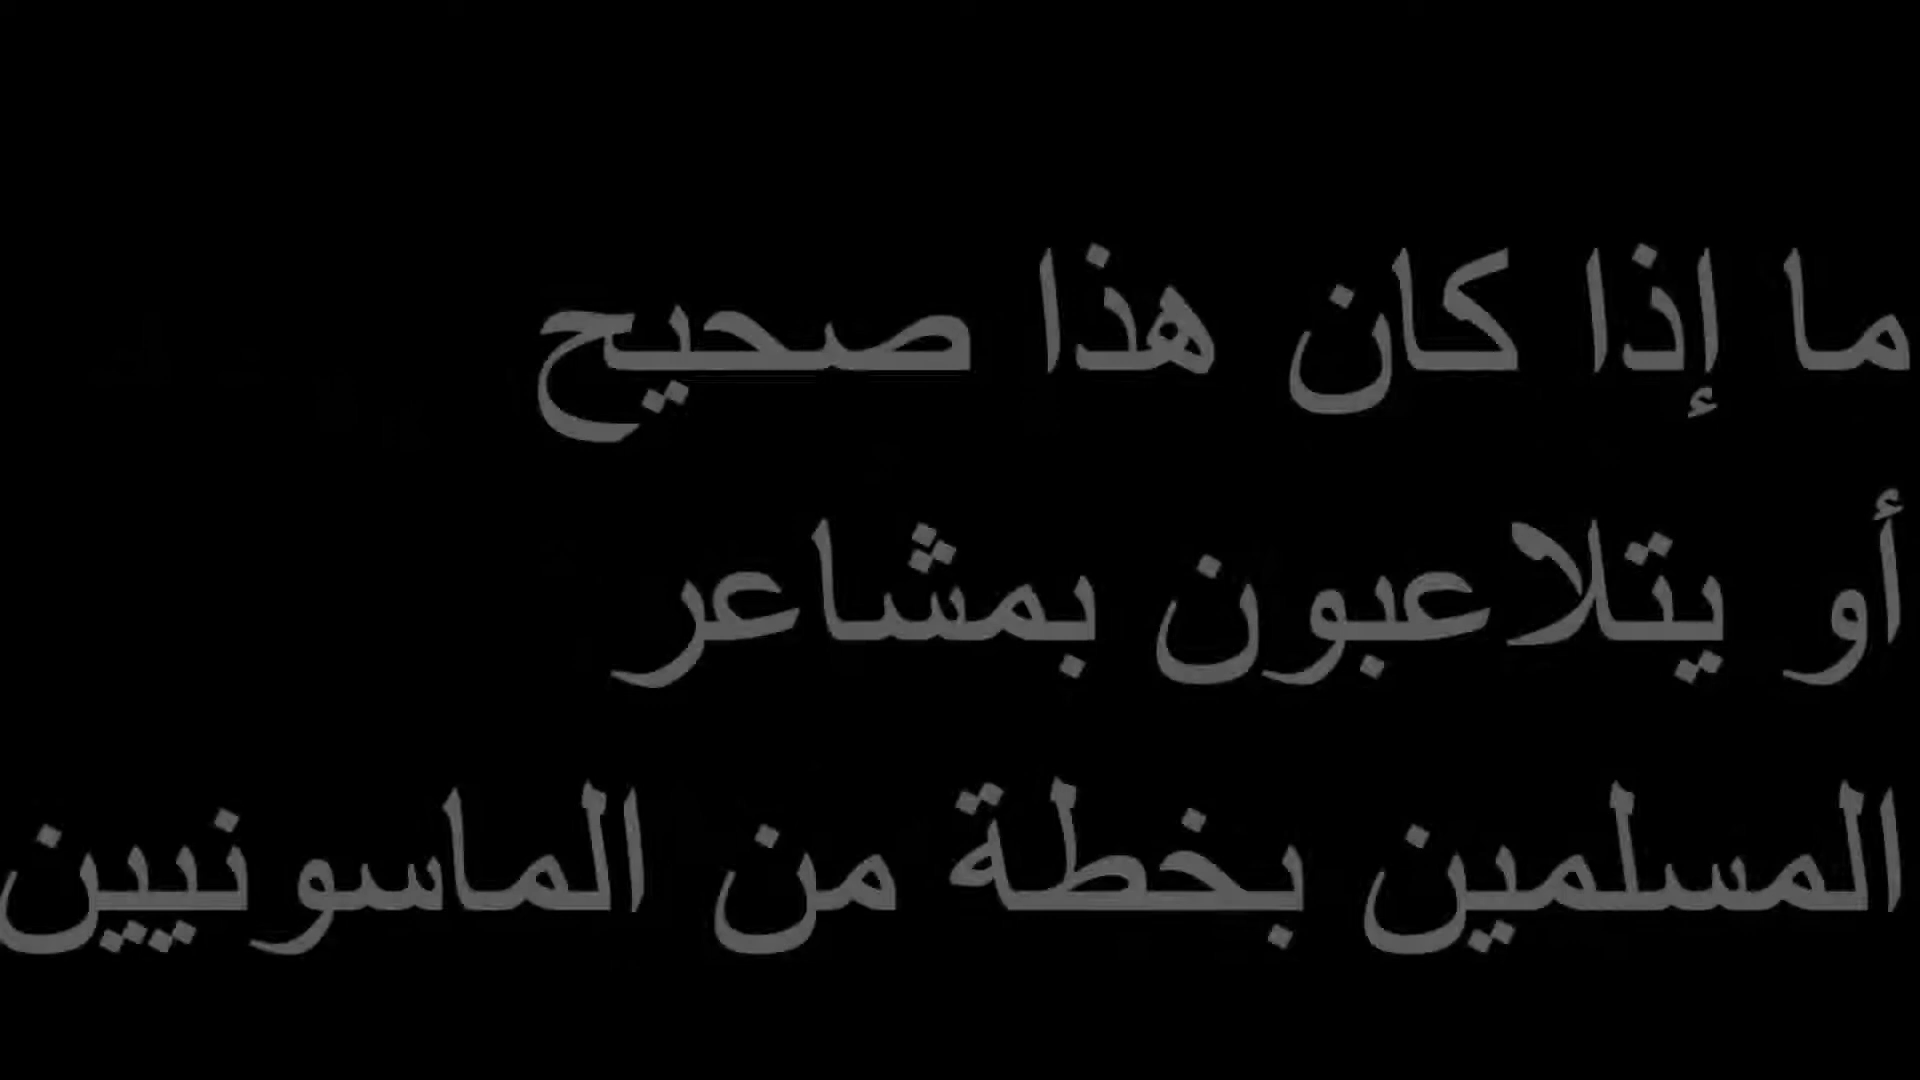 ما إذا كان هذا صحيح
أو يتلاعبون بمشاعر
المسلمين بخطة من الماسونيين